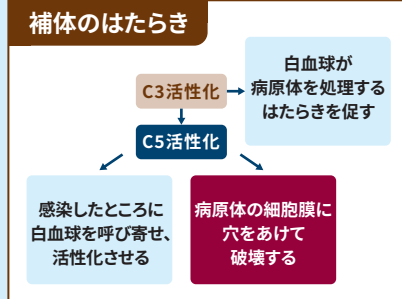 補体のはたらき
白血球が
病原体を処理する
はたらきを促す
C3活性化
C5活性化
感染したところに
白血球を呼び寄せ、
活性化させる
病原体の細胞膜に
穴をあけて
破壊する